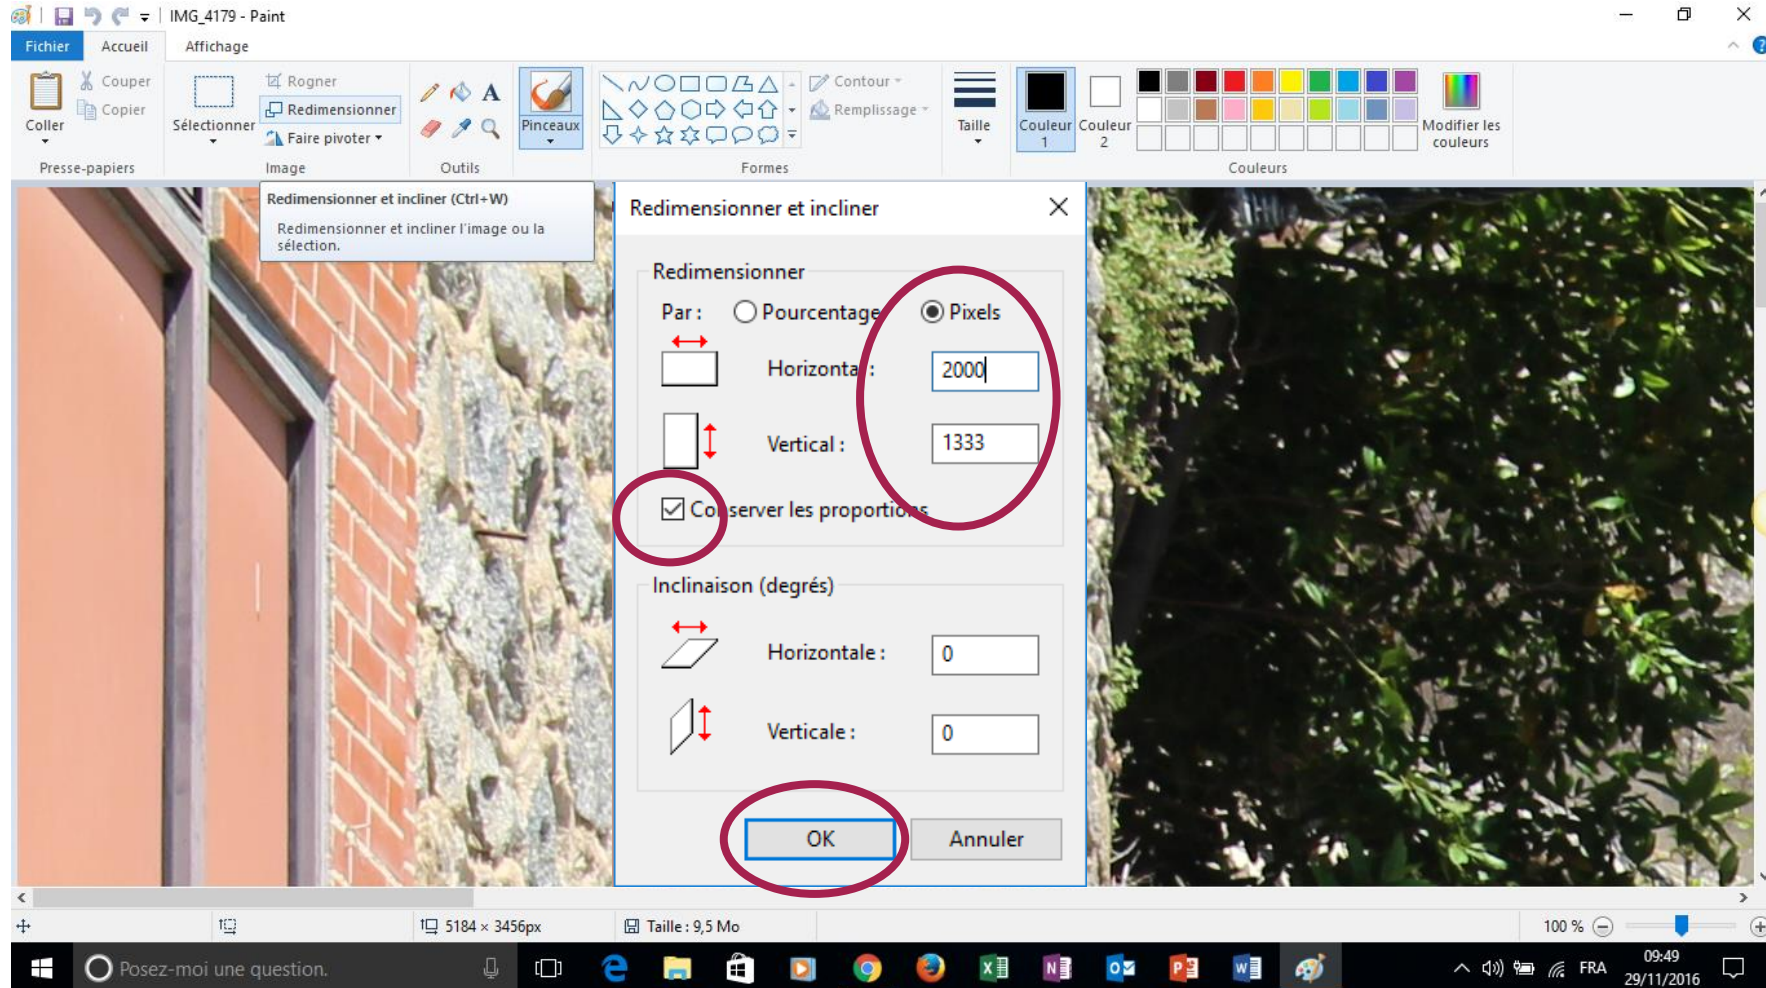 IMG_4179 - Paint
Fichier Accueil Affichage
Coller
Couper
Copier
Presse-papiers
Sélectionner
Rogner
Redimensionner
Faire pivoter
Image
A
Outils
Pinceaux
Contour
Remplissage
Formes
Taille
Couleur 1
Couleur 2
Modifier les couleurs
Couleurs
Redimensionner et incliner (Ctrl+W)
Redimensionner et incliner l'image ou la
sélection.
Redimensionner et incliner
Redimensionner
Par : Pourcentage Pixels
Horizontal : 2000
Vertical : 1333
Conserver les proportions
Inclinaison (degrés)
Horizontale : 0
Verticale : 0
OK Annuler
5184 × 3456px Taille : 9,5 Mo 100 %
Posez-moi une question.
FRA
09:49
29/11/2016